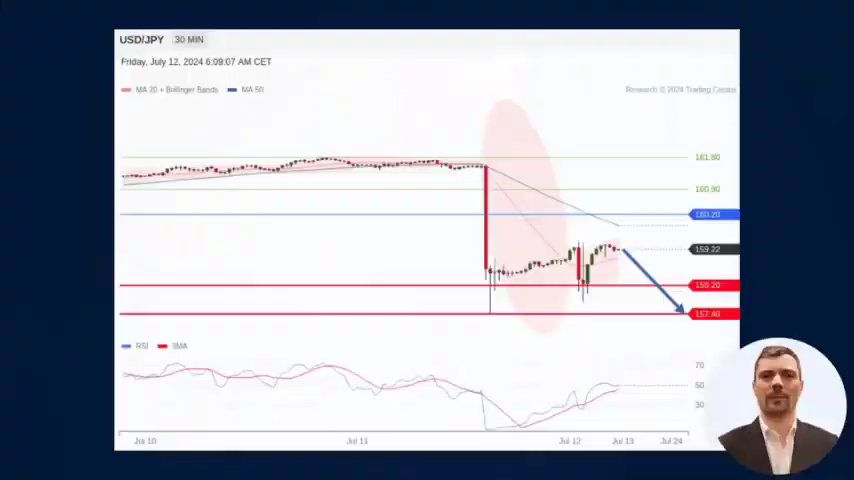 USD/JPY 30 MIN
Friday, July 12, 2024 6:09:07 AM CET
MA 20 + Bollinger Bands MA 50
Research © 2024 Trading Central
161.80
160.90
160.20
159.22
158.20
157.40
RSI SMA
70
50
30
Jul 10 Jul 11 Jul 12 Jul 13 Jul 24